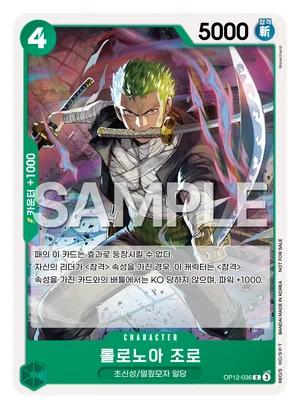 4
5000
참격
斬
카운터 +1000
SAMPLE
패의 이 카드는 효과로 등장시킬 수 없다.
자신의 리더가 <참격> 속성을 가진 경우, 이 캐릭터는 <참격>
속성을 가진 카드와의 배틀에서는 KO 당하지 않으며, 파워 +1000.
CHARACTER
롤로노아 조로
초신성/밀짚모자 일당
OP12-036
3
BANDAI MADE IN KOREA
NOT FOR SALE